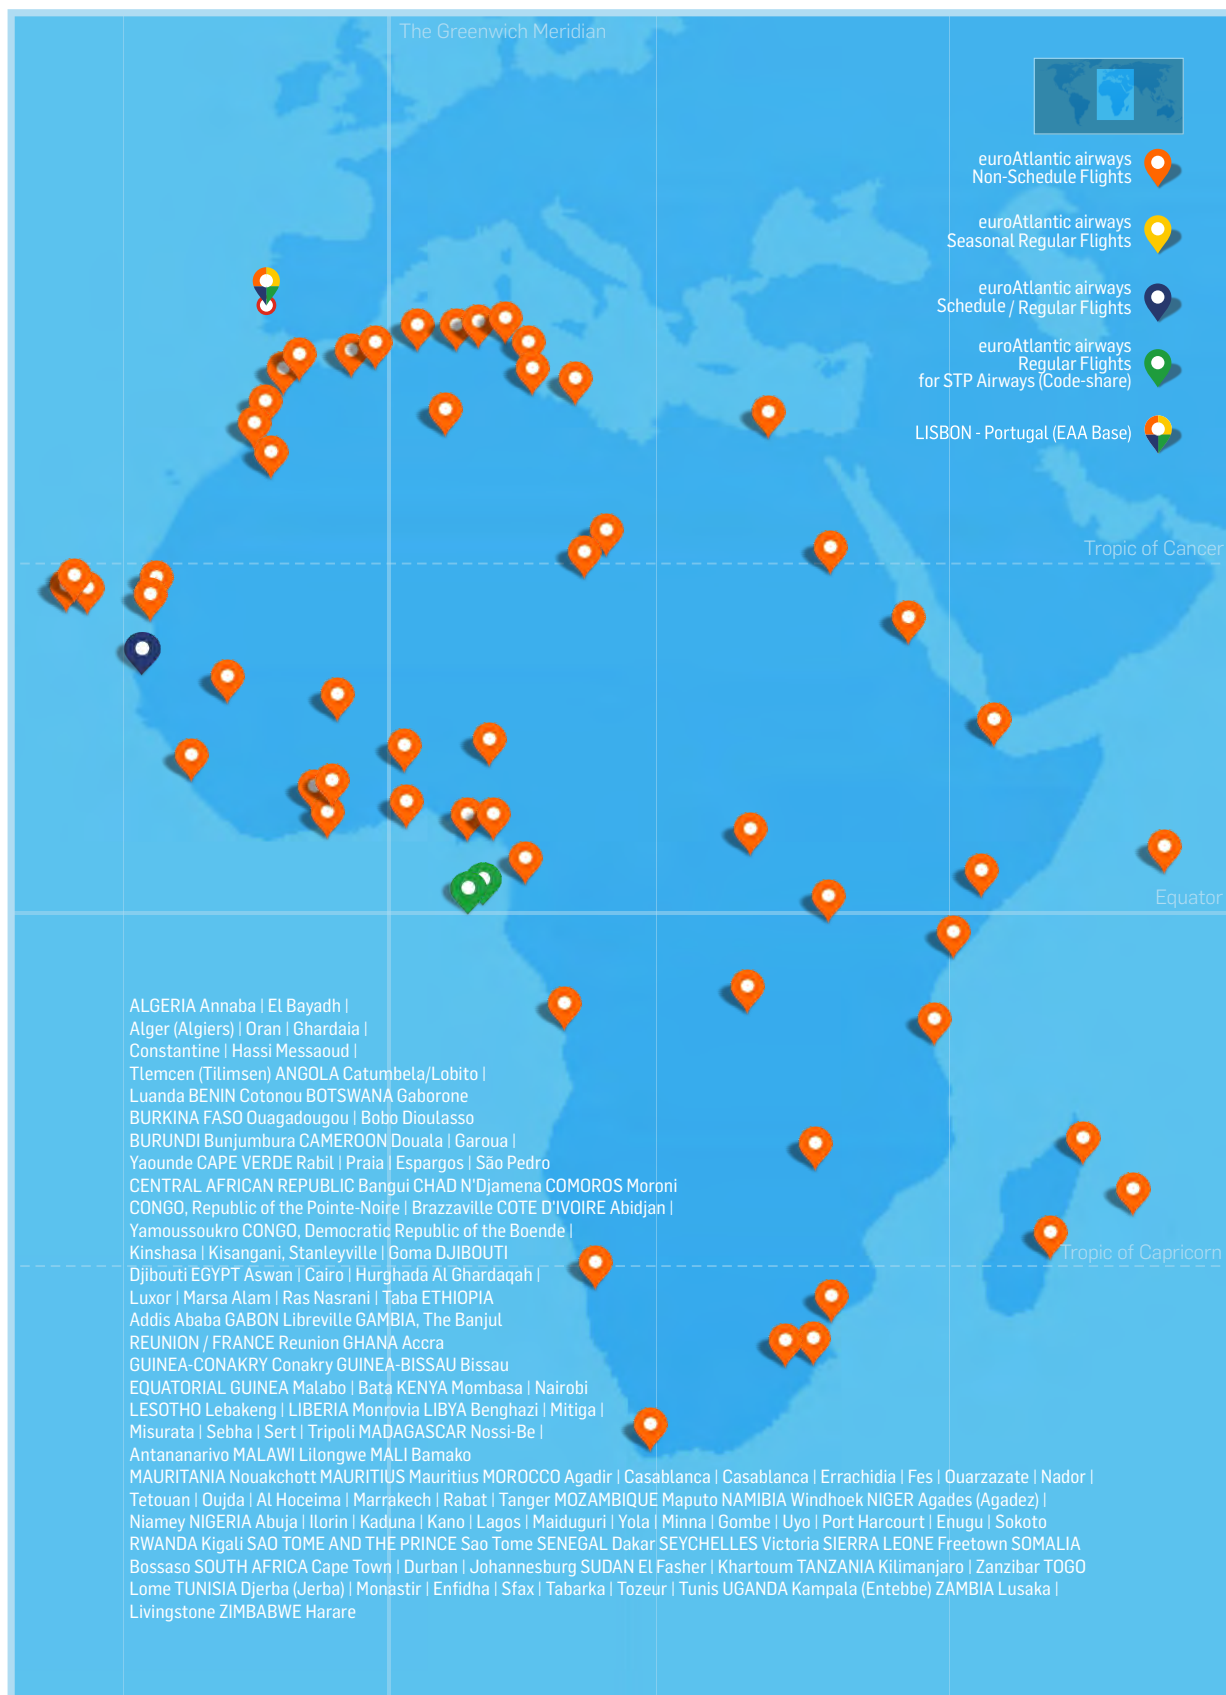 The Greenwich Meridian
euroAtlantic airways
Non-Schedule Flights
euroAtlantic airways
Seasonal Regular Flights
euroAtlantic airways
Schedule / Regular Flights
euroAtlantic airways
Regular Flights
for STP Airways (Code-share)
LISBON - Portugal (EAA Base)
Tropic of Cancer
Equator
ALGERIA Annaba | El Bayadh |
Alger (Algiers) | Oran | Ghardaia |
Constantine | Hassi Messaoud |
Tlemcen (Tilimsen) ANGOLA Catumbela/Lobito |
Luanda BENIN Cotonou BOTSWANA Gaborone
BURKINA FASO Ouagadougou | Bobo Dioulasso
BURUNDI Bunjumbura CAMEROON Douala | Garoua |
Yaounde CAPE VERDE Rabil | Praia | Espargos | São Pedro
CENTRAL AFRICAN REPUBLIC Bangui CHAD N'Djamena COMOROS Moroni
CONGO, Republic of the Pointe-Noire | Brazzaville COTE D'IVOIRE Abidjan |
Yamoussoukro CONGO, Democratic Republic of the Boende |
Kinshasa | Kisangani, Stanleyville | Goma DJIBOUTI
Tropic of Capricorn
Djibouti EGYPT Aswan | Cairo | Hurghada Al Ghardaqah |
Luxor | Marsa Alam | Ras Nasrani | Taba ETHIOPIA
Addis Ababa GABON Libreville GAMBIA, The Banjul
REUNION / FRANCE Reunion GHANA Accra
GUINEA-CONAKRY Conakry GUINEA-BISSAU Bissau
EQUATORIAL GUINEA Malabo | Bata KENYA Mombasa | Nairobi
LESOTHO Lebakeng | LIBERIA Monrovia LIBYA Benghazi | Mitiga |
Misurata | Sebha | Sert | Tripoli MADAGASCAR Nossi-Be |
Antananarivo MALAWI Lilongwe MALI Bamako
MAURITANIA Nouakchott MAURITIUS Mauritius MOROCCO Agadir | Casablanca | Casablanca | Errachidia | Fes | Ouarzazate | Nador |
Tetouan | Oujda | Al Hoceima | Marrakech | Rabat | Tanger MOZAMBIQUE Maputo NAMIBIA Windhoek NIGER Agades (Agadez) |
Niamey NIGERIA Abuja | Ilorin | Kaduna | Kano | Lagos | Maiduguri | Yola | Minna | Gombe | Uyo | Port Harcourt | Enugu | Sokoto
RWANDA Kigali SAO TOME AND THE PRINCE Sao Tome SENEGAL Dakar SEYCHELLES Victoria SIERRA LEONE Freetown SOMALIA
Bossaso SOUTH AFRICA Cape Town | Durban | Johannesburg SUDAN El Fasher | Khartoum TANZANIA Kilimanjaro | Zanzibar TOGO
Lome TUNISIA Djerba (Jerba) | Monastir | Enfidha | Sfax | Tabarka | Tozeur | Tunis UGANDA Kampala (Entebbe) ZAMBIA Lusaka |
Livingstone ZIMBABWE Harare